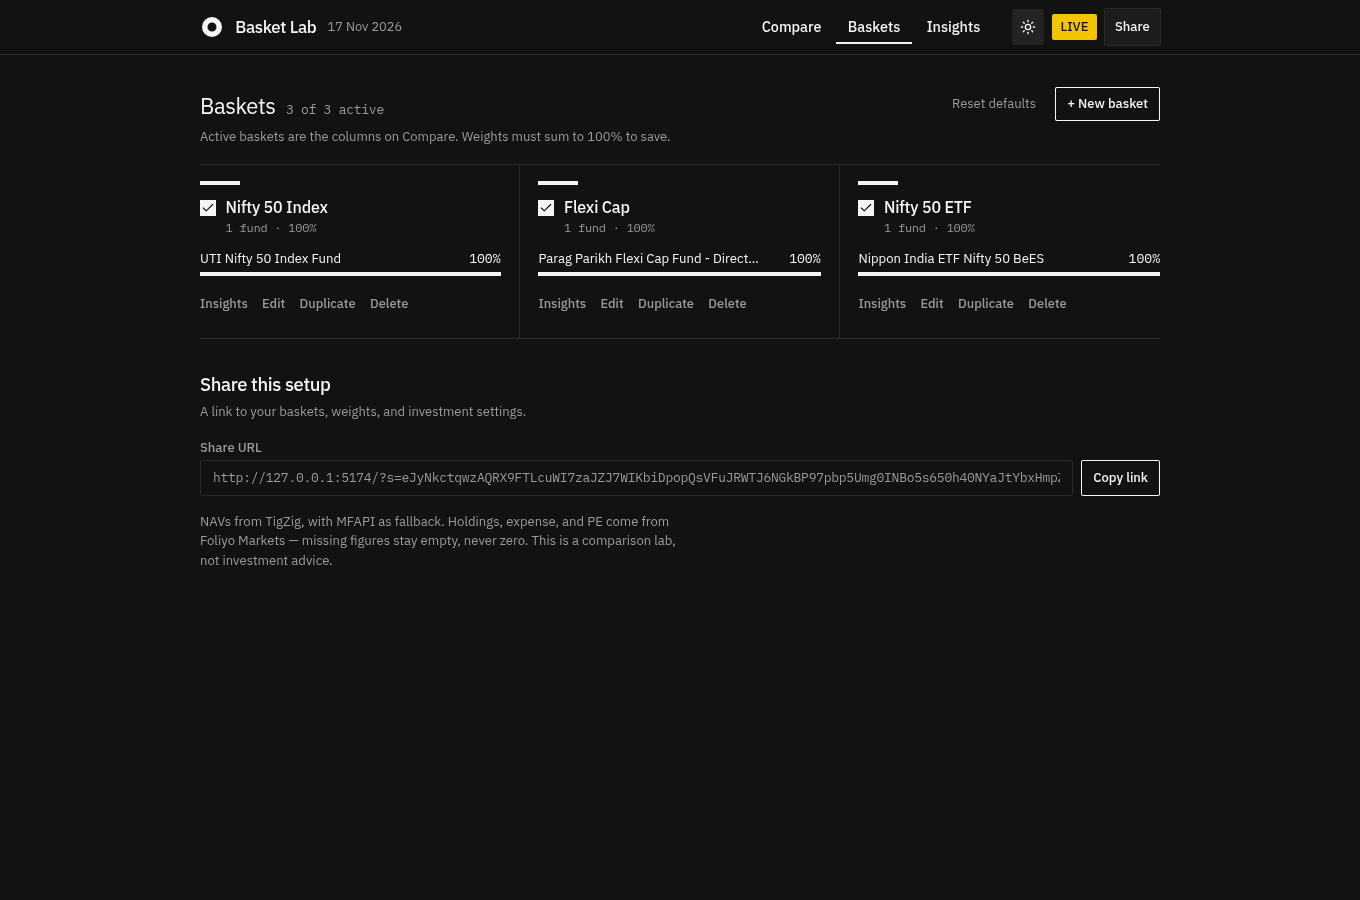 Basket Lab 17 Nov 2026 Compare Baskets Insights LIVE Share
Baskets 3 of 3 active Reset defaults + New basket
Active baskets are the columns on Compare. Weights must sum to 100% to save.
Nifty 50 Index
1 fund · 100%
UTI Nifty 50 Index Fund 100%
Insights Edit Duplicate Delete
Flexi Cap
1 fund · 100%
Parag Parikh Flexi Cap Fund - Direct... 100%
Insights Edit Duplicate Delete
Nifty 50 ETF
1 fund · 100%
Nippon India ETF Nifty 50 BeES 100%
Insights Edit Duplicate Delete
Share this setup
A link to your baskets, weights, and investment settings.
Share URL
http://127.0.0.1:5174/?s=eJyNkctqwzAQRX9FTLcuWI7zaJZJ7WIKbiDpopQsVFuJRWTJ6NGkBP97pbp5Umg0INBo5s650h40NYaJtYbxHmp Copy link
NAVs from TigZig, with MFAPI as fallback. Holdings, expense, and PE come from
Foliyo Markets — missing figures stay empty, never zero. This is a comparison lab,
not investment advice.